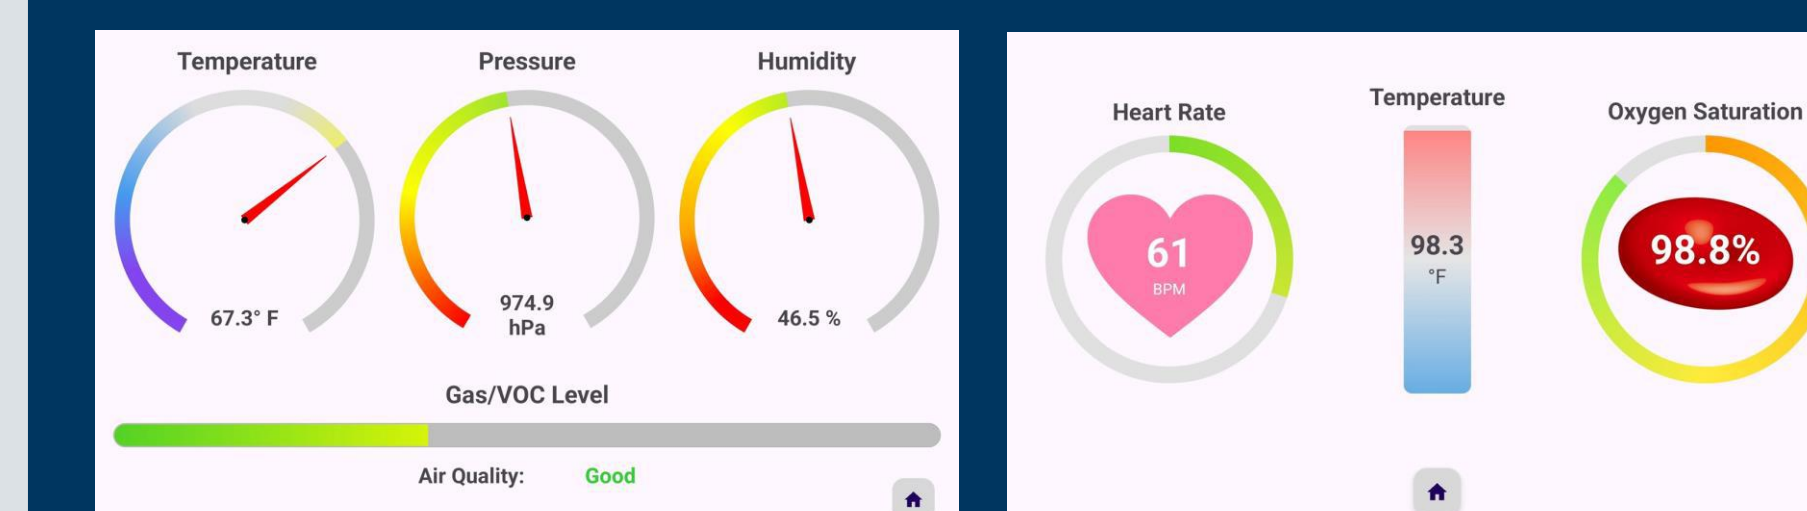 Temperature
Pressure
Humidity
67.3° F
974.9
hPa
46.5 %
Gas/VOC Level
Air Quality:
Good
Heart Rate
Temperature
Oxygen Saturation
61
BPM
98.3
°F
98.8%